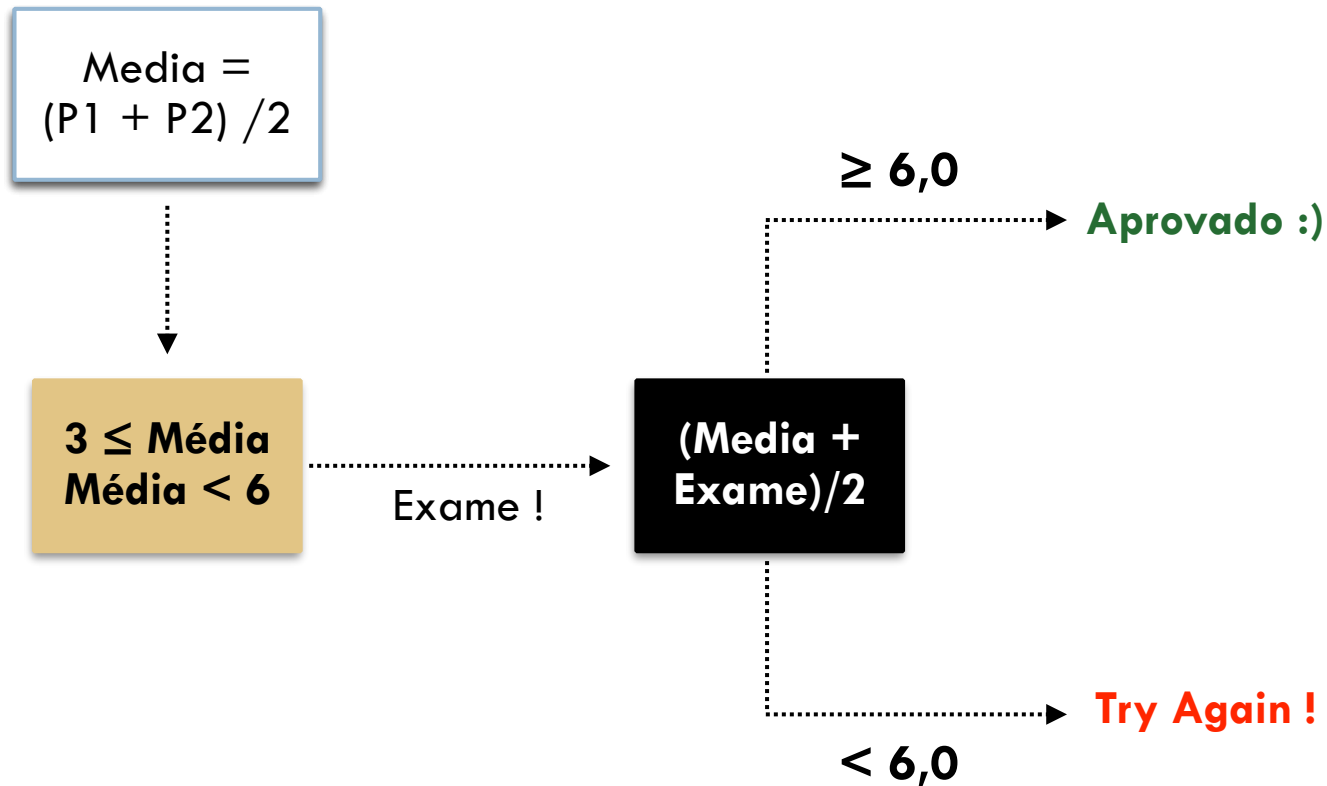 Media =
(P1 + P2) /2
≥ 6,0
Aprovado :)
3 ≤ Média
Média < 6
Exame !
(Media +
Exame)/2
Try Again !
< 6,0